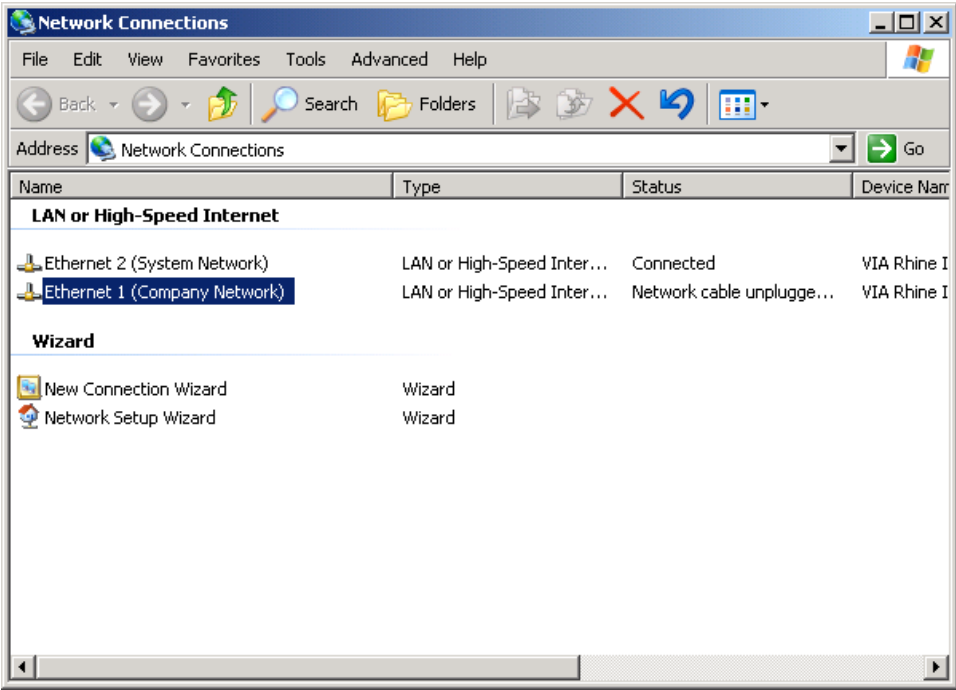 Network Connections
File Edit View Favorites Tools Advanced Help
Back Search Folders
Address Network Connections Go
Name Type Status Device Nam
LAN or High-Speed Internet
Ethernet 2 (System Network) LAN or High-Speed Inter... Connected VIA Rhine I
Ethernet 1 (Company Network) LAN or High-Speed Inter... Network cable unplugge... VIA Rhine I
Wizard
New Connection Wizard Wizard
Network Setup Wizard Wizard